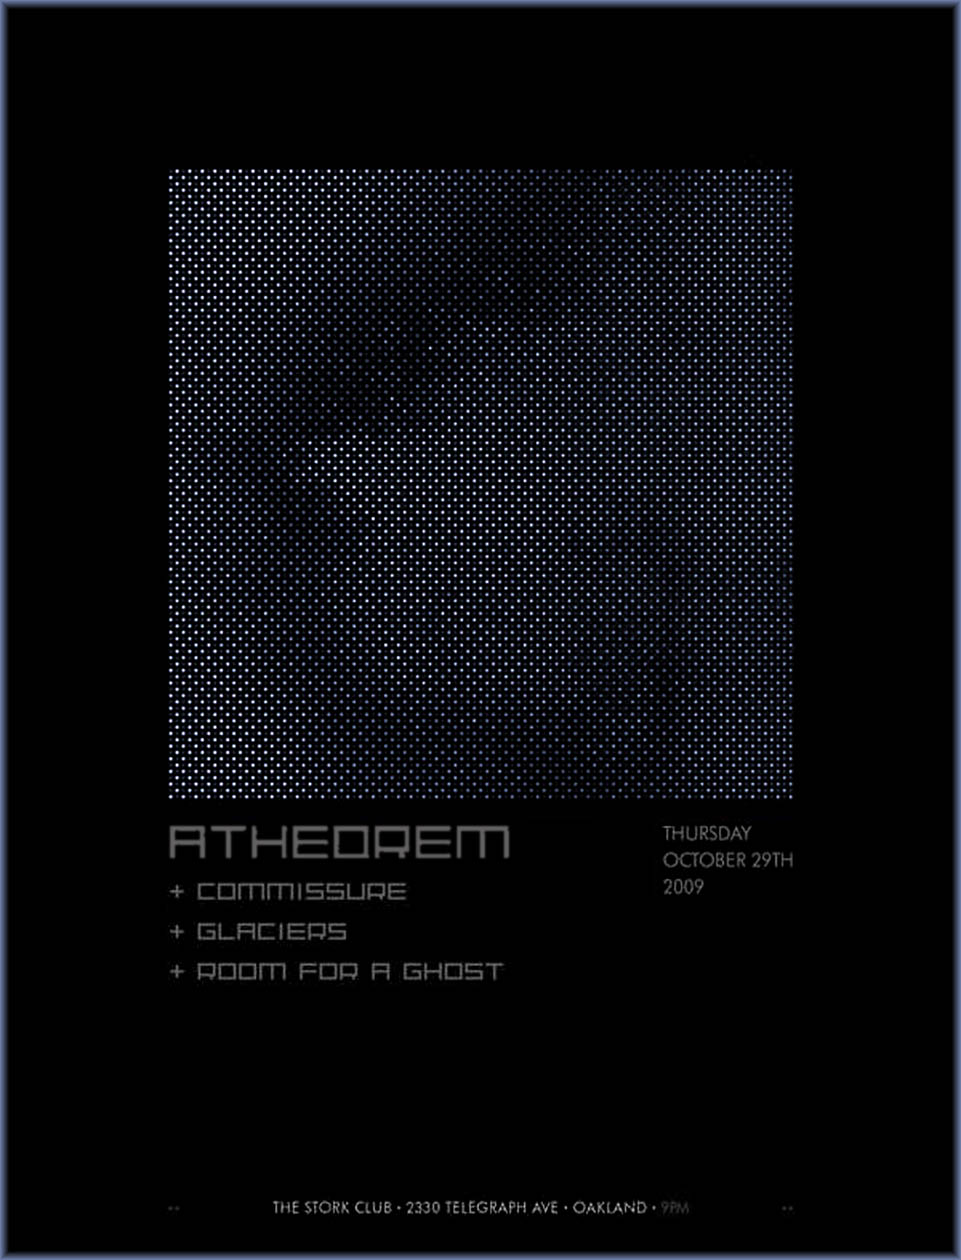 ATHEOREM
+ COMMISSURE
+ GLACIERS
+ ROOM FOR A GHOST
THURSDAY
OCTOBER 29TH
2009
THE STORK CLUB • 2330 TELEGRAPH AVE • OAKLAND • 9PM